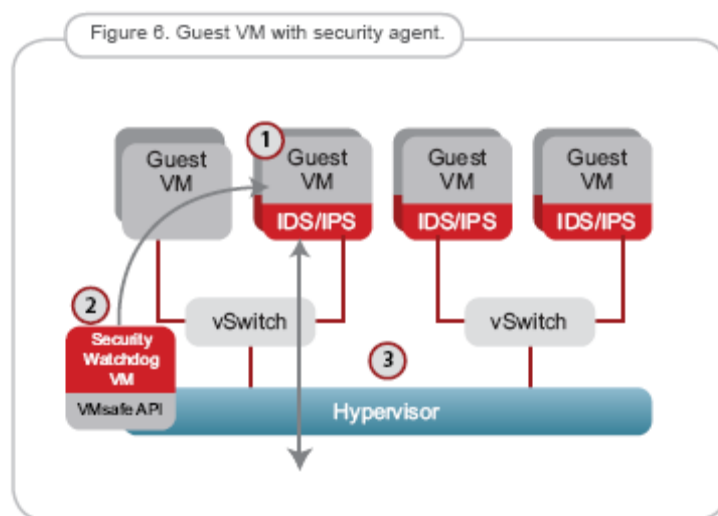 Figure 6. Guest VM with security agent.
1
Guest
VM
Guest
VM
IDS/IPS
Guest
VM
IDS/IPS
Guest
VM
IDS/IPS
2
vSwitch
vSwitch
Security
Watchdog
VM
VMsafe API
3
Hypervisor